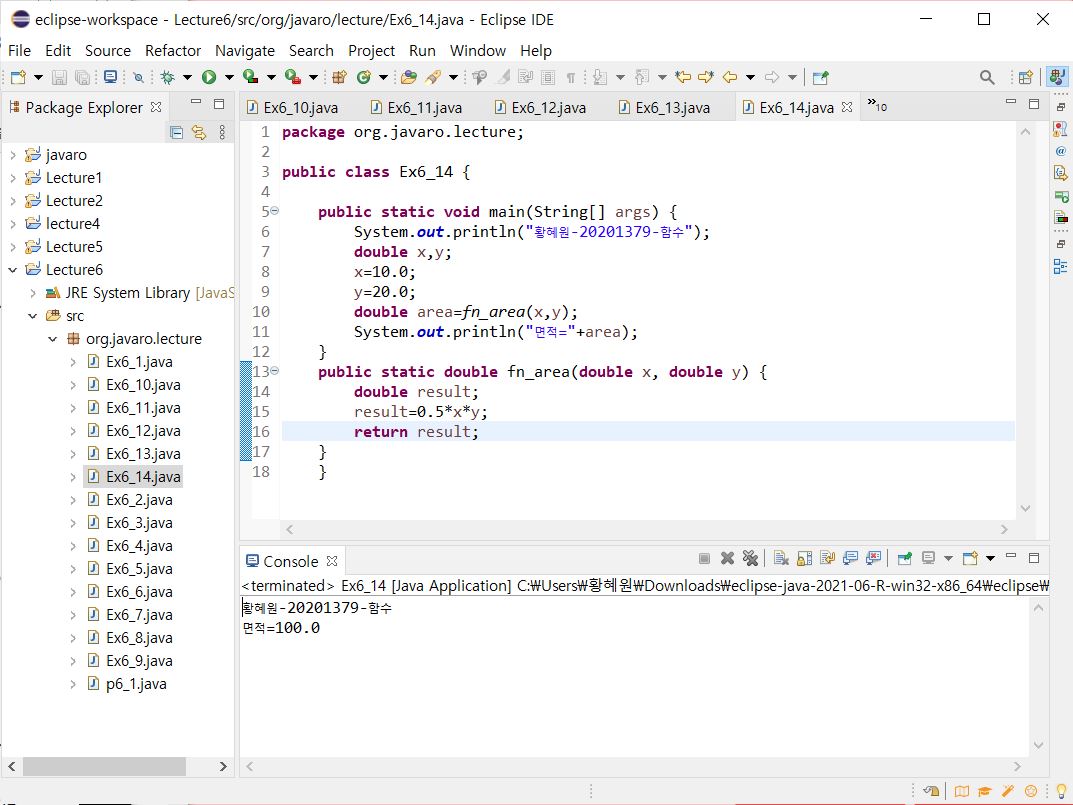 eclipse-workspace - Lecture6/src/org/javaro/lecture/Ex6_14.java - Eclipse IDE
File Edit Source Refactor Navigate Search Project Run Window Help
Package Explorer
javaro
Lecture1
Lecture2
lecture4
Lecture5
Lecture6
JRE System Library [JavaS
src
org.javaro.lecture
Ex6_1.java
Ex6_10.java
Ex6_11.java
Ex6_12.java
Ex6_13.java
Ex6_14.java
Ex6_2.java
Ex6_3.java
Ex6_4.java
Ex6_5.java
Ex6_6.java
Ex6_7.java
Ex6_8.java
Ex6_9.java
p6_1.java
Ex6_10.java Ex6_11.java Ex6_12.java Ex6_13.java Ex6_14.java »10
1 package org.javaro.lecture;
2
3 public class Ex6_14 {
4
5 public static void main(String[] args) {
6 System.out.println("황혜원-20201379-함수");
7 double x,y;
8 x=10.0;
9 y=20.0;
10 double area=fn_area(x,y);
11 System.out.println("면적="+area);
12 }
13 public static double fn_area(double x, double y) {
14 double result;
15 result=0.5*x*y;
16 return result;
17 }
18 }
Console
<terminated> Ex6_14 [Java Application] C:₩Users₩황혜원₩Downloads₩eclipse-java-2021-06-R-win32-x86_64₩eclipse₩
황혜원-20201379-함수
면적=100.0